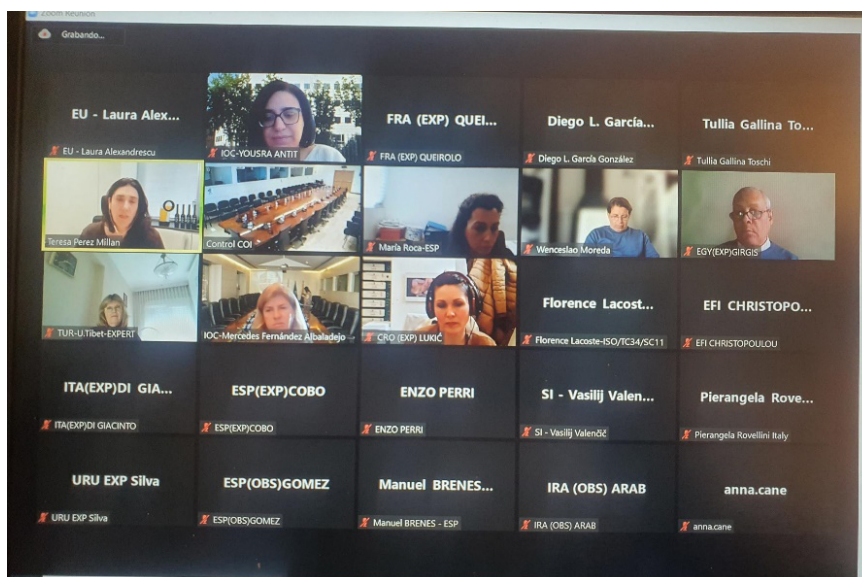 Zoom Reunión
Grabando...
EU - Laura Alex...
EU - Laura Alexandrescu
IOC-YOUSRA ANTIT
FRA (EXP) QUEI...
FRA (EXP) QUEIROLO
Diego L. García...
Diego L. García González
Tullia Gallina To...
Tullia Gallina Toschi
Teresa Perez Millan
Control COI
María Roca-ESP
Wenceslao Moreda
EGY(EXP)GIRGIS
TUR-U.Tibet-EXPERT
IOC-Mercedes Fernández Albaladejo
CRO (EXP) LUKIĆ
Florence Lacost...
Florence Lacoste-ISO/TC34/SC11
EFI CHRISTOPO...
EFI CHRISTOPOULOU
ITA(EXP)DI GIA...
ITA(EXP)DI GIACINTO
ESP(EXP)COBO
ESP(EXP)COBO
ENZO PERRI
ENZO PERRI
SI - Vasilij Valen...
SI - Vasilij Valenčič
Pierangela Rove...
Pierangela Rovellini Italy
URU EXP Silva
URU EXP Silva
ESP(OBS)GOMEZ
ESP(OBS)GOMEZ
Manuel BRENES...
Manuel BRENES - ESP
IRA (OBS) ARAB
IRA (OBS) ARAB
anna.cane
anna.cane